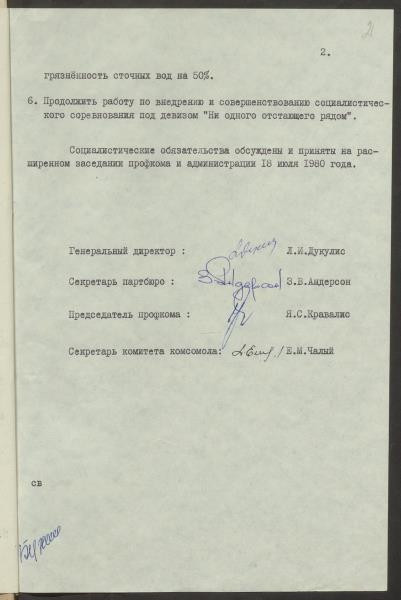 2
2.
грязнённость сточных вод на 50%.
6. Продолжить работу по внедрению и совершенствованию социалистичес-
кого соревнования под девизом "Ни одного отстающего рядом".
Социалистические обязательства обсуждены и приняты на рас-
ширенном заседании профкома и администрации 18 июля 1980 года.
Генеральный директор : Л.И.Дукулис
Секретарь партбюро : З.В.Андерсон
Председатель профкома : Я.С.Кравалис
Секретарь комитета комсомола: Е.М.Чалый
св